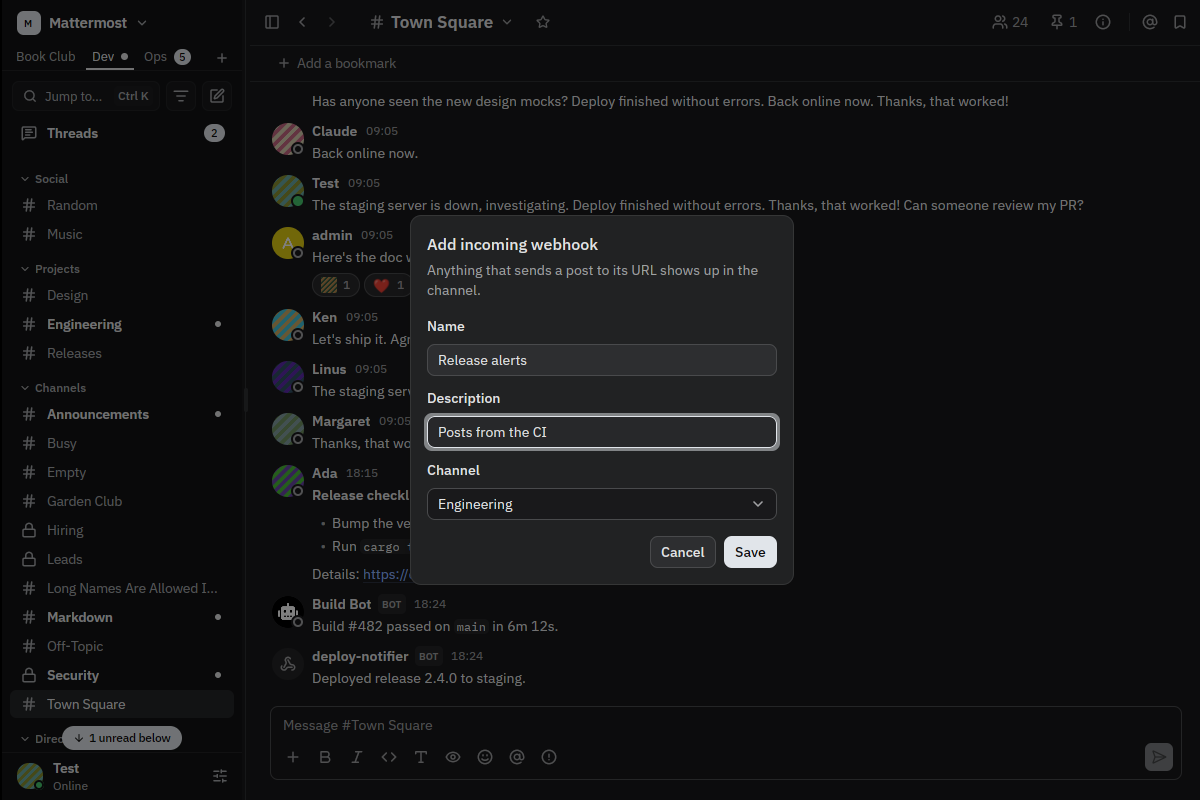 M Mattermost
Book Club Dev Ops 5
Jump to... Ctrl K
Threads 2
Social
Random
Music
Projects
Design
Engineering
Releases
Channels
Announcements
Busy
Empty
Garden Club
Hiring
Leads
Long Names Are Allowed I...
Markdown
Off-Topic
Security
Town Square
Direc
1 unread below
Test
Online
# Town Square
24 1
Add a bookmark
Has anyone seen the new design mocks? Deploy finished without errors. Back online now. Thanks, that worked!
Claude 09:05
Back online now.
Test 09:05
The staging server is down, investigating. Deploy finished without errors. Thanks, that worked! Can someone review my PR?
A admin 09:05
Here's the doc
1 ❤️ 1
Ken 09:05
Let's ship it.
Linus 09:05
The staging
Margaret 09:05
Thanks, that
Ada 18:15
Release
• Bump the
• Run cargo
Details: https://
Build Bot BOT 18:24
Build #482 passed on main in 6m 12s.
deploy-notifier BOT 18:24
Deployed release 2.4.0 to staging.
Message #Town Square
Add incoming webhook
Anything that sends a post to its URL shows up in the
channel.
Name
Release alerts
Description
Posts from the CI
Channel
Engineering
Cancel Save